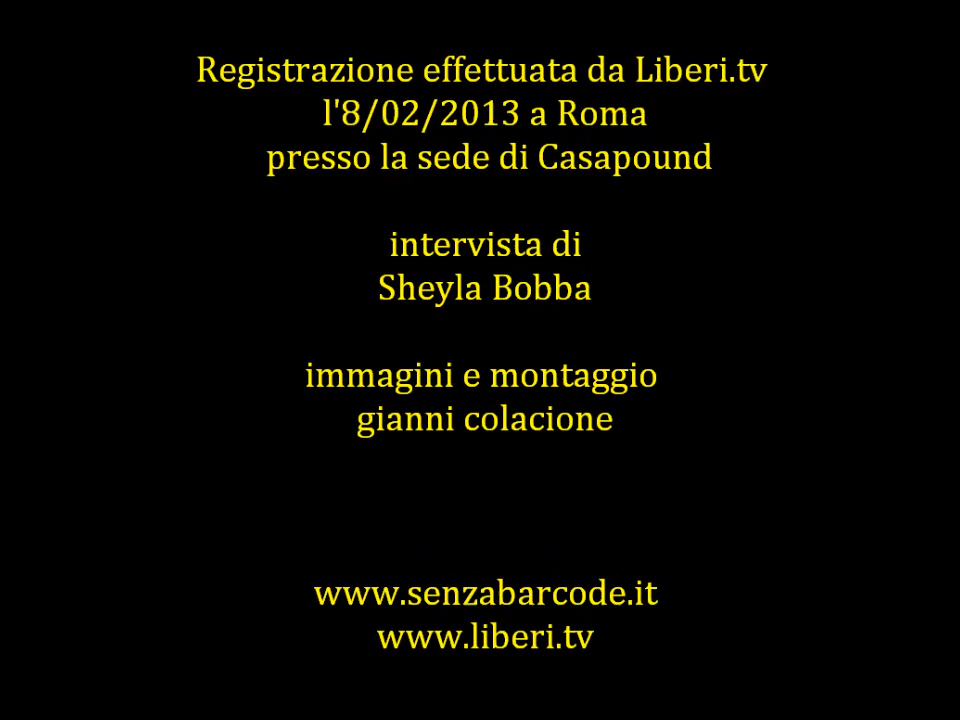 Registrazione effettuata da Liberi.tv
l'8/02/2013 a Roma
presso la sede di Casapound
intervista di
Sheyla Bobba
immagini e montaggio
gianni colacione
www.senzabarcode.it
www.liberi.tv